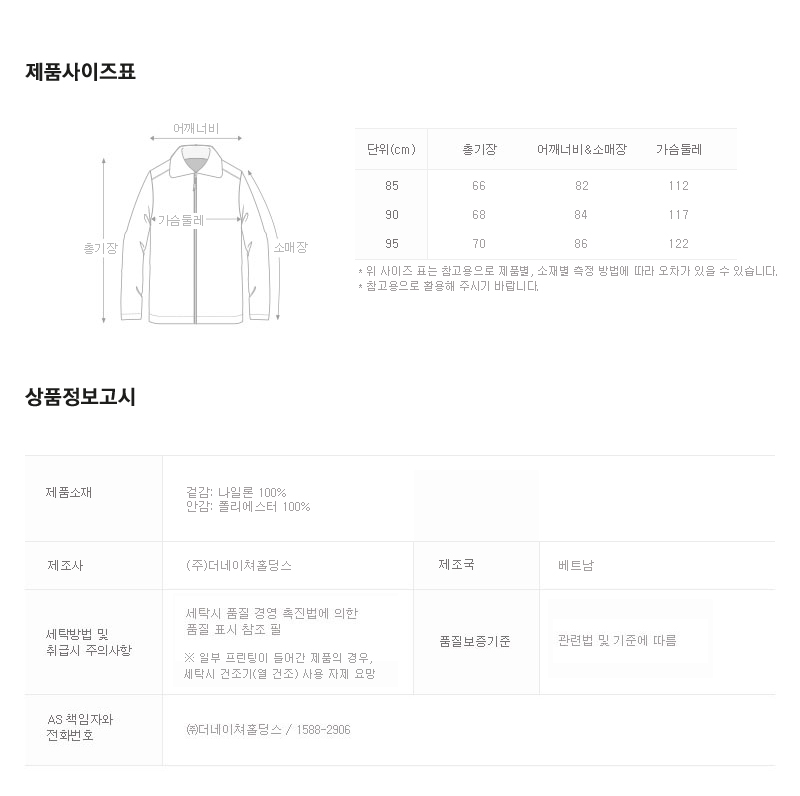 제품사이즈표
어깨너비
가슴둘레
총기장
소매장
단위(cm) 총기장 어깨너비&소매장 가슴둘레
85 66 82 112
90 68 84 117
95 70 86 122
* 위 사이즈 표는 참고용으로 제품별, 소재별 측정 방법에 따라 오차가 있을 수 있습니다.
* 참고용으로 활용해 주시기 바랍니다.
상품정보고시
제품소재
겉감: 나일론 100%
안감: 폴리에스터 100%
제조사 (주)더네이쳐홀딩스 제조국 베트남
세탁방법 및
취급시 주의사항
세탁시 품질 경영 촉진법에 의한
품질 표시 참조 필
※ 일부 프린팅이 들어간 제품의 경우,
세탁시 건조기(열 건조) 사용 자제 요망
품질보증기준 관련법 및 기준에 따름
AS 책임자와
전화번호
㈜더네이쳐홀딩스 / 1588-2906